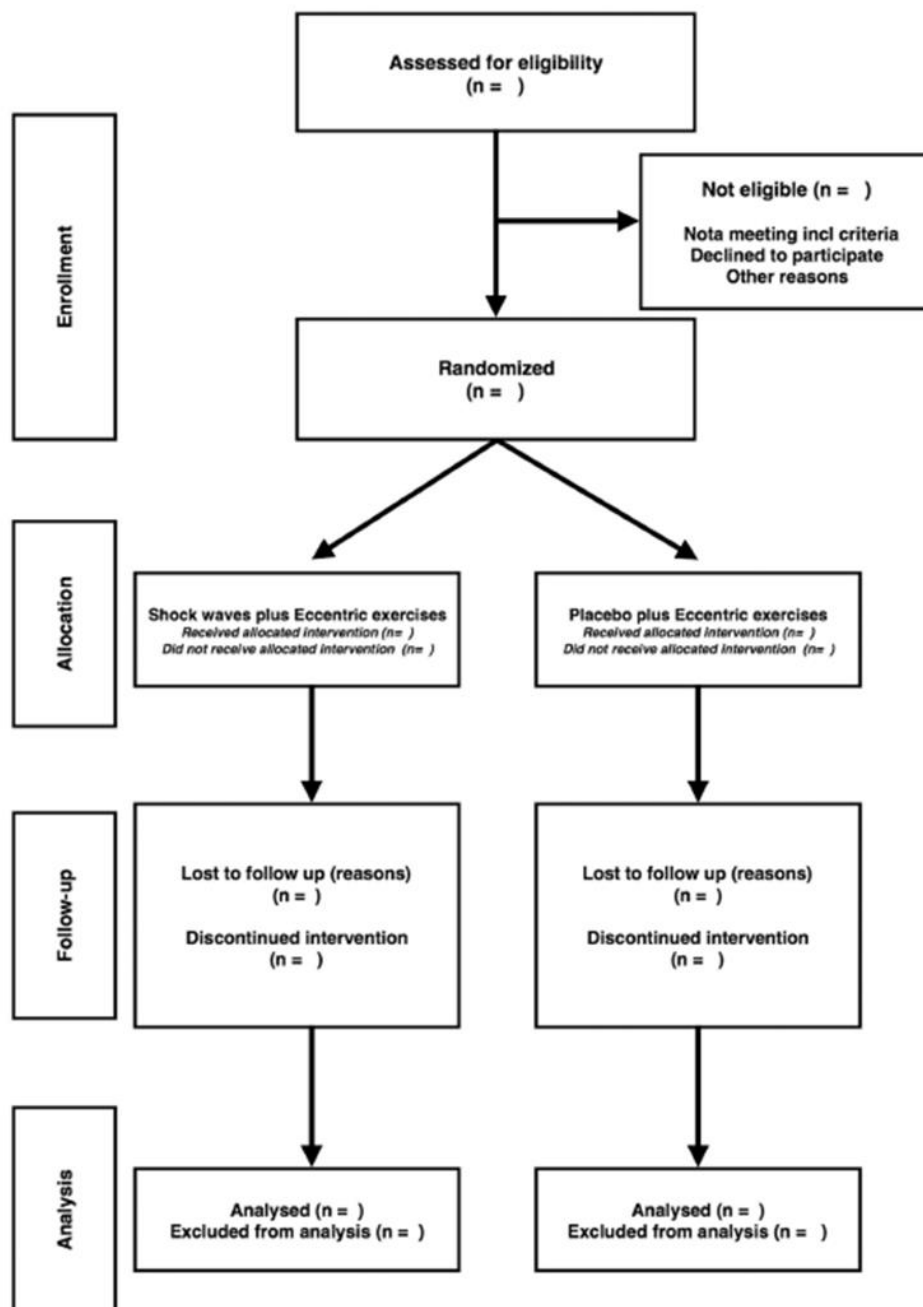 Assessed for eligibility
(n =   )
Enrollment
Not eligible (n =   )
Nota meeting incl criteria
Declined to participate
Other reasons
Randomized
(n =   )
Allocation
Shock waves plus Eccentric exercises
Received allocated intervention (n=  )
Did not receive allocated intervention  (n=  )
Placebo plus Eccentric exercises
Received allocated intervention (n=  )
Did not receive allocated intervention  (n=  )
Follow-up
Lost to follow up (reasons)
(n =   )
Discontinued intervention
(n =   )
Lost to follow up (reasons)
(n =   )
Discontinued intervention
(n =   )
Analysis
Analysed (n =   )
Excluded from analysis (n =   )
Analysed (n =   )
Excluded from analysis (n =   )